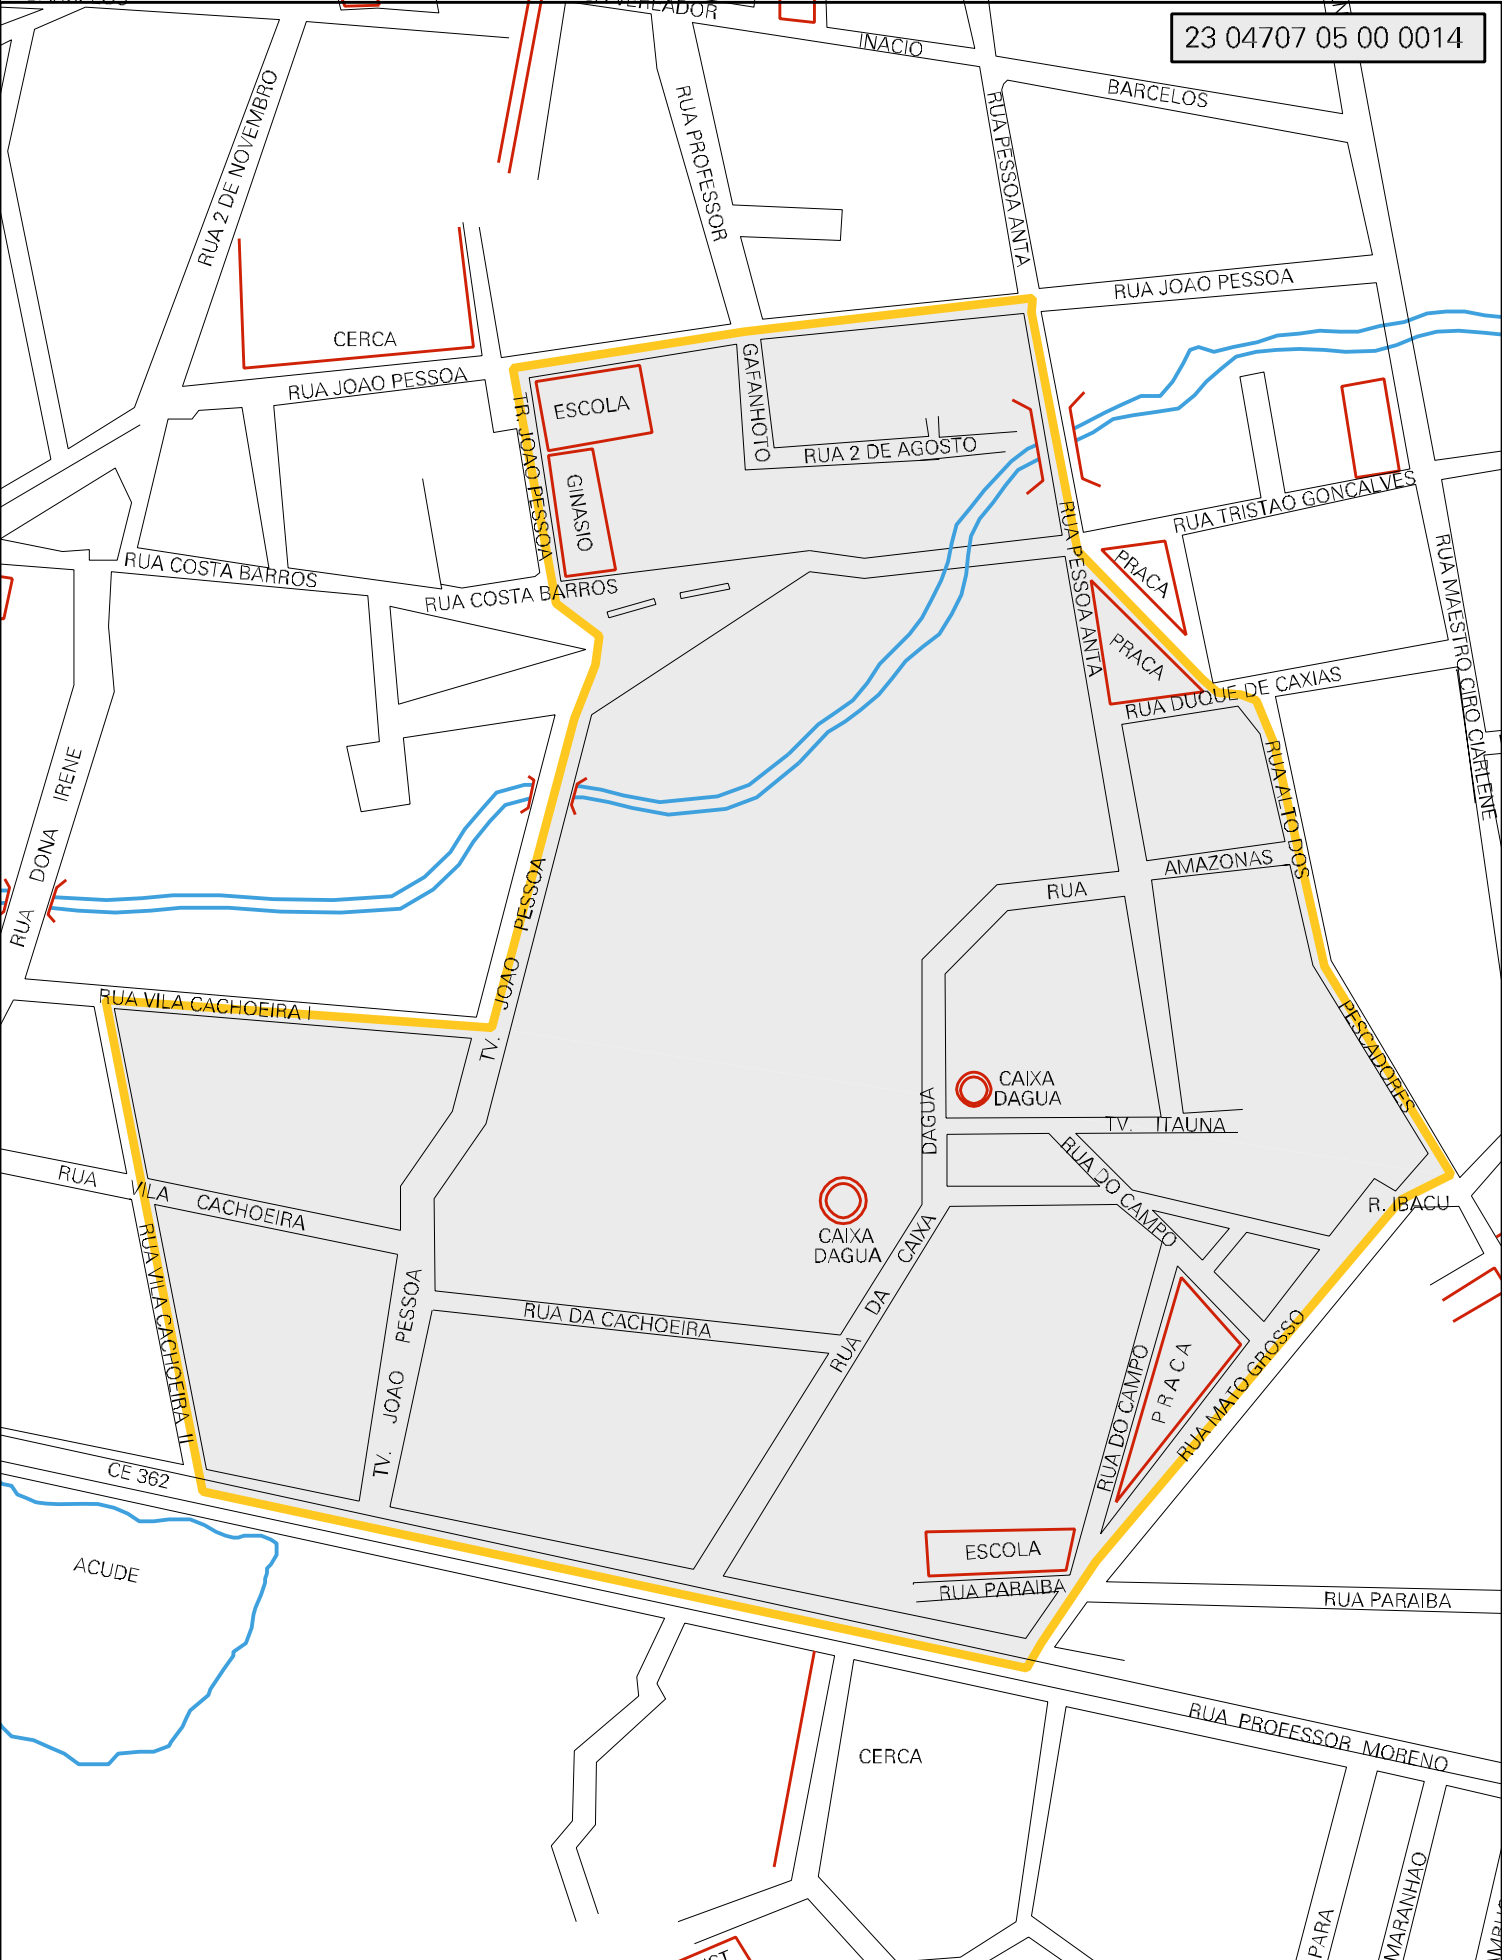 23 04707 05 00 0014
INACIO
BARCELOS
RUA 2 DE NOVEMBRO
RUA PROFESSOR
RUA PESSOA ANTA
RUA JOAO PESSOA
CERCA
RUA JOAO PESSOA
GAFANHOTO
ESCOLA
TR. JOAO PESSOA
RUA 2 DE AGOSTO
GINASIO
RUA TRISTAO GONCALVES
RUA PESSOA ANTA
PRACA
RUA COSTA BARROS
RUA COSTA BARROS
RUA MAESTRO CIRO CIARLENE
PRACA
RUA DUQUE DE CAXIAS
RUA DONA IRENE
RUA ALTO DOS PESCADORES
RUA AMAZONAS
TV. JOAO PESSOA
RUA VILA CACHOEIRA I
CAIXA
DAGUA
TV. ITAUNA
RUA DO CAMPO
RUA VILA CACHOEIRA
R. IBACU
CAIXA
DAGUA
RUA DA CAIXA DAGUA
RUA VILA CACHOEIRA II
TV. JOAO PESSOA
RUA DA CACHOEIRA
RUA DO CAMPO
PRACA
RUA MATO GROSSO
CE 362
ESCOLA
ACUDE
RUA PARAIBA
RUA PARAIBA
RUA PROFESSOR MORENO
CERCA
PARA
MARANHAO